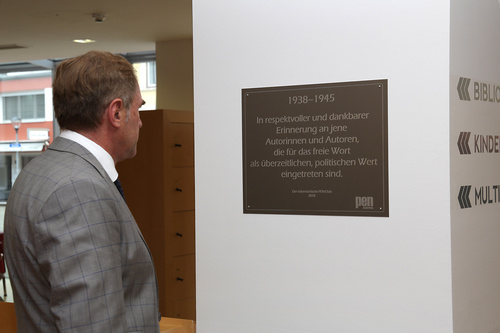 1938–1945
In respektvoller und dankbarer
Erinnerung an jene
Autorinnen und Autoren,
die für das freie Wort
als überzeitlichen, politischen Wert
eingetreten sind.
pen
BIBLIO
KINDE
MULTI